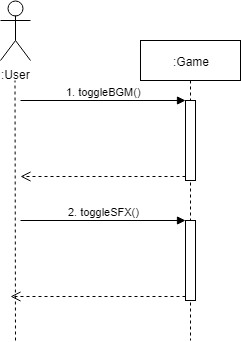 :User
:Game
1. toggleBGM()
2. toggleSFX()